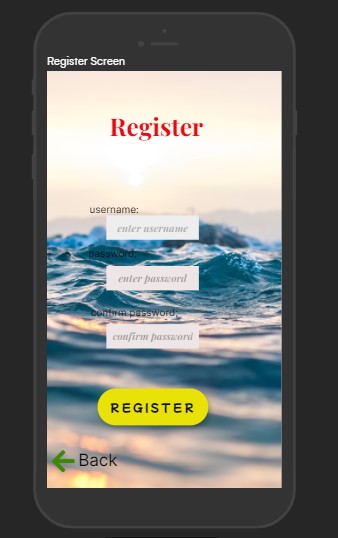 Register Screen
Register
username:
enter username
password:
enter password
confirm password:
confirm password
REGISTER
Back